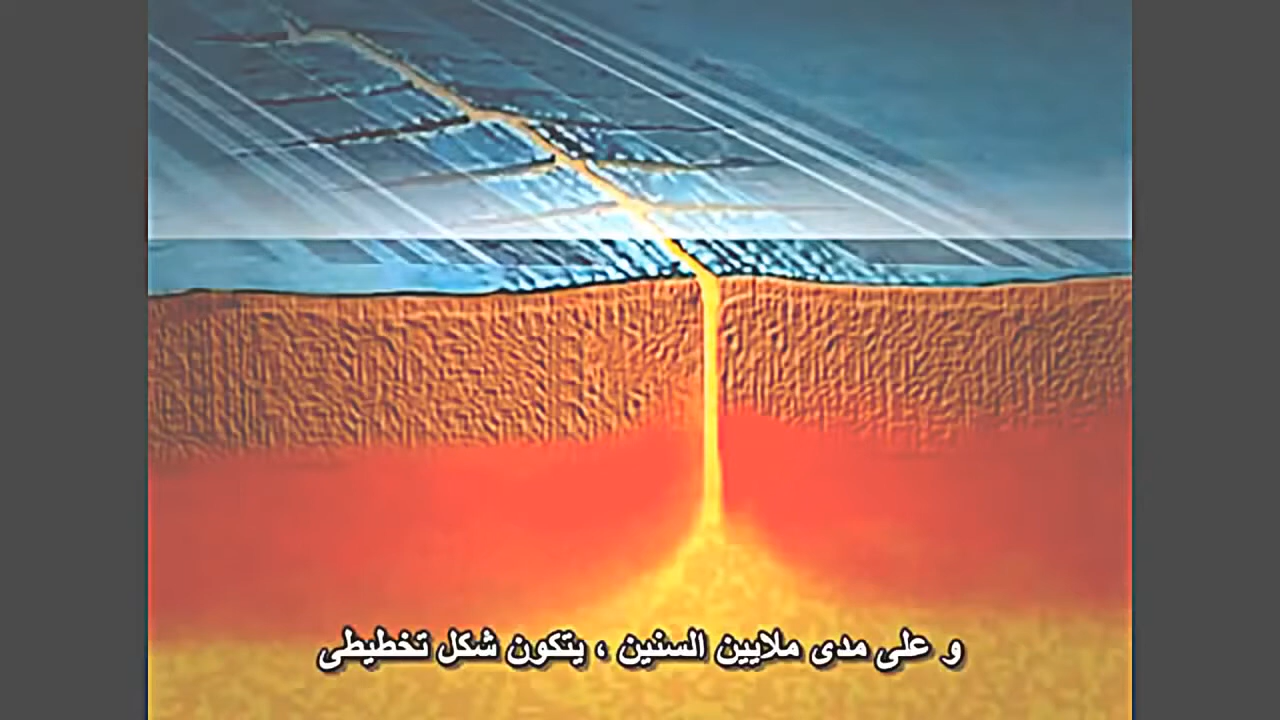 و على مدى ملايين السنين ، يتكون شكل تخطيطى